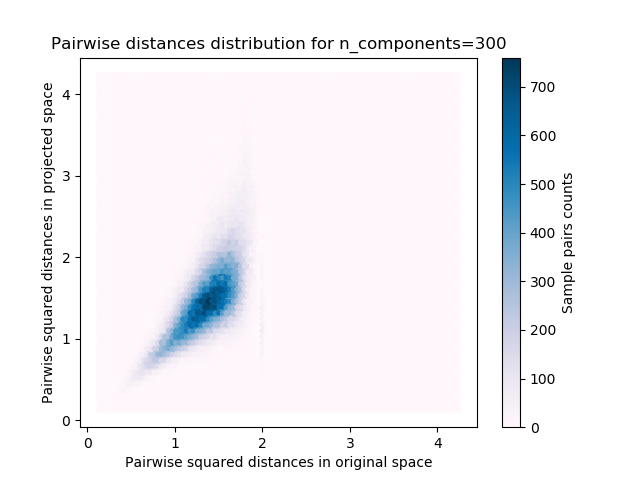 Pairwise distances distribution for n_components=300
Pairwise squared distances in projected space
4
3
2
1
0
0 1 2 3 4
Pairwise squared distances in original space
700
600
500
400
300
200
100
0
Sample pairs counts